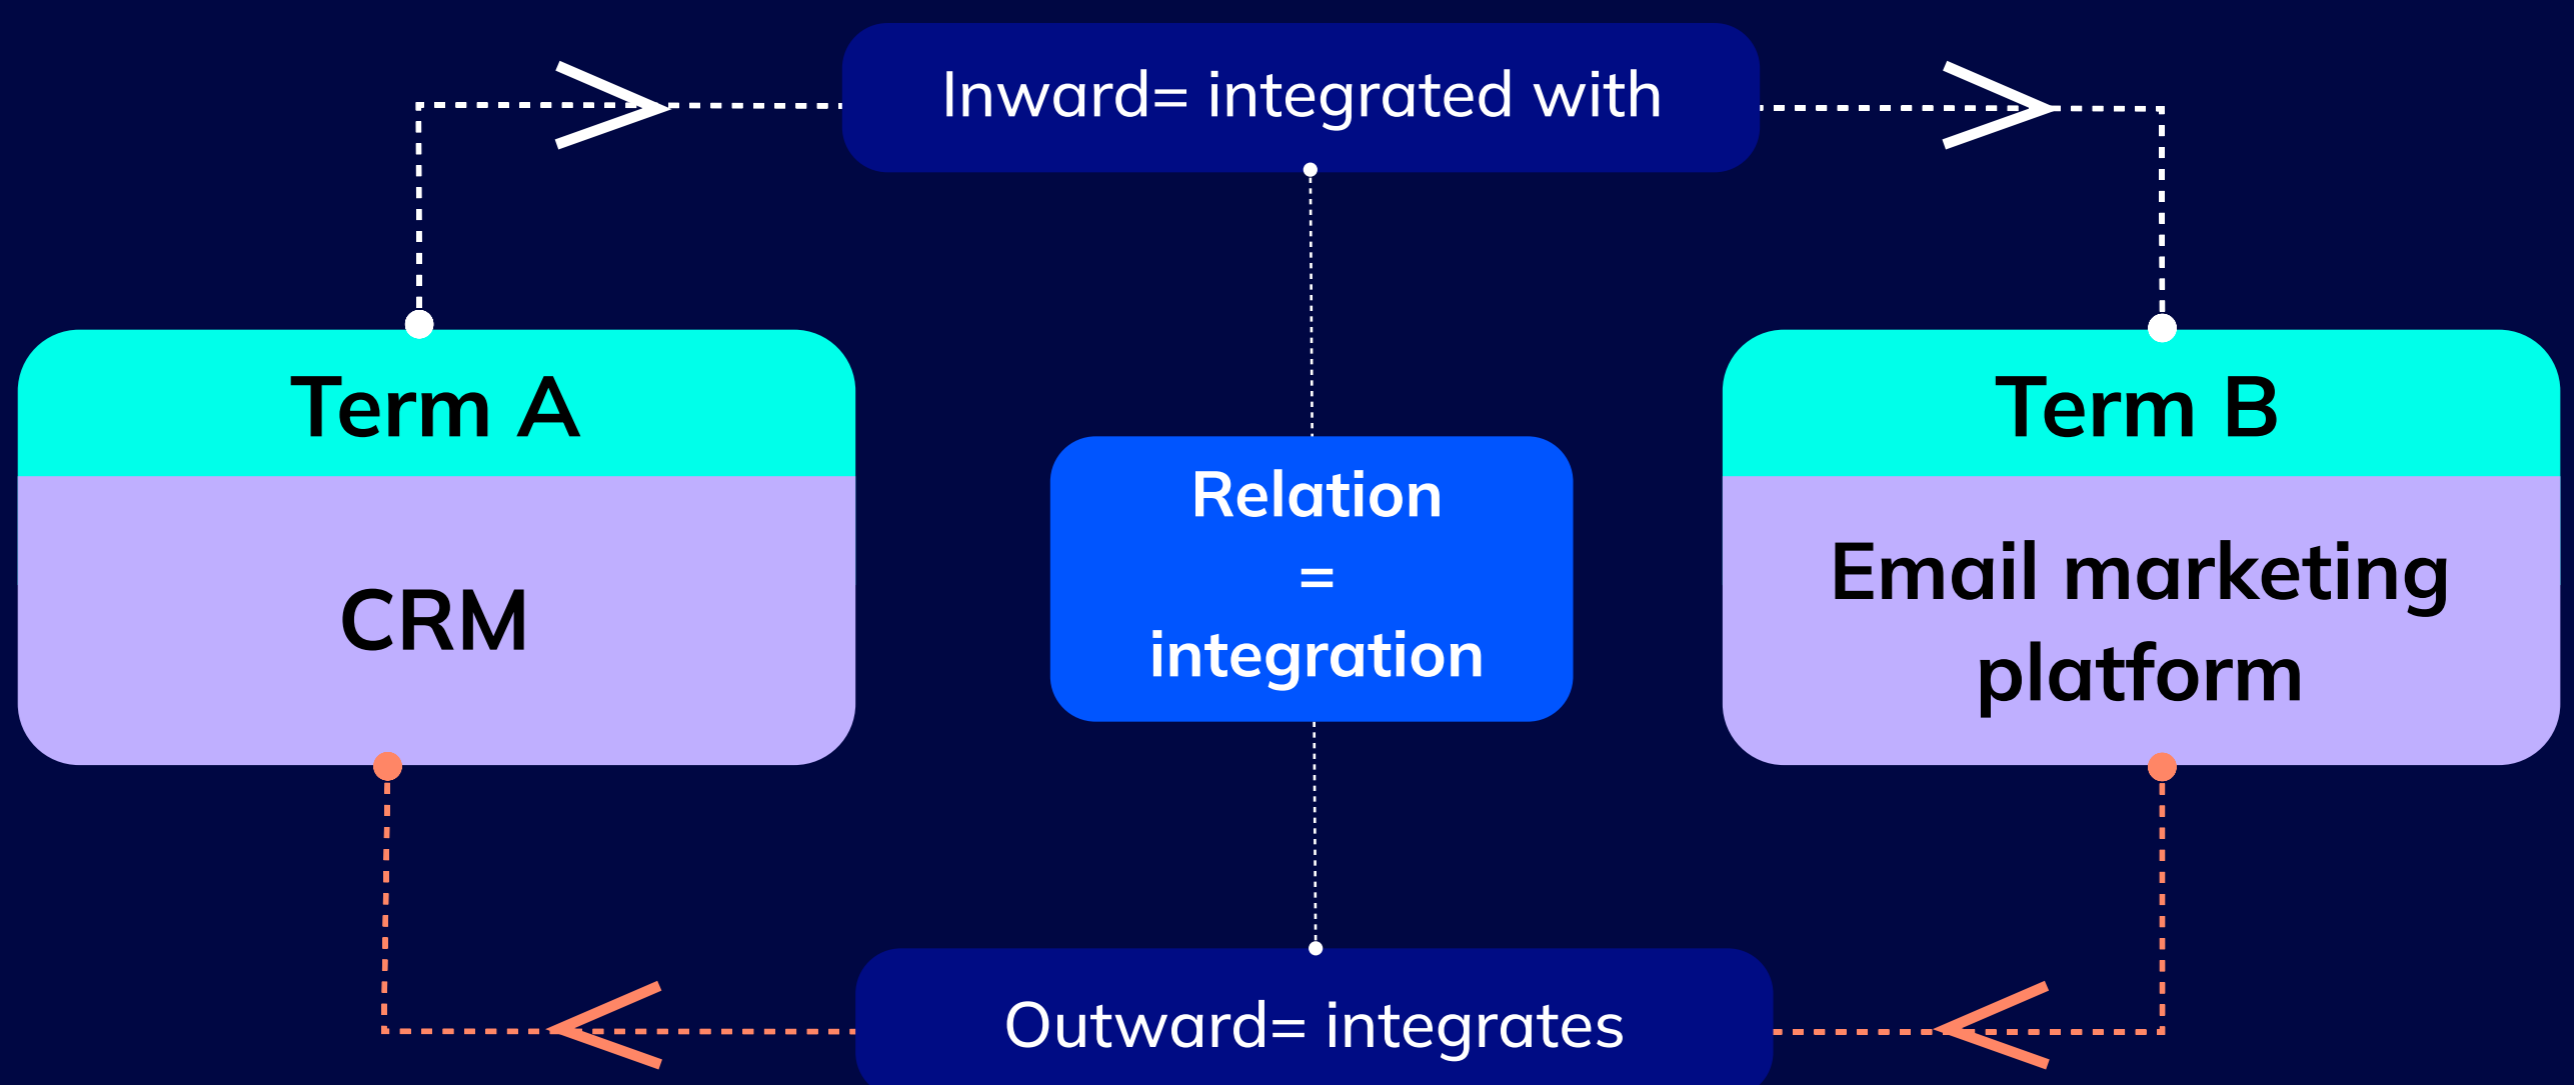 Inward= integrated with
Term A
CRM
Relation
=
integration
Term B
Email marketing
platform
Outward= integrates